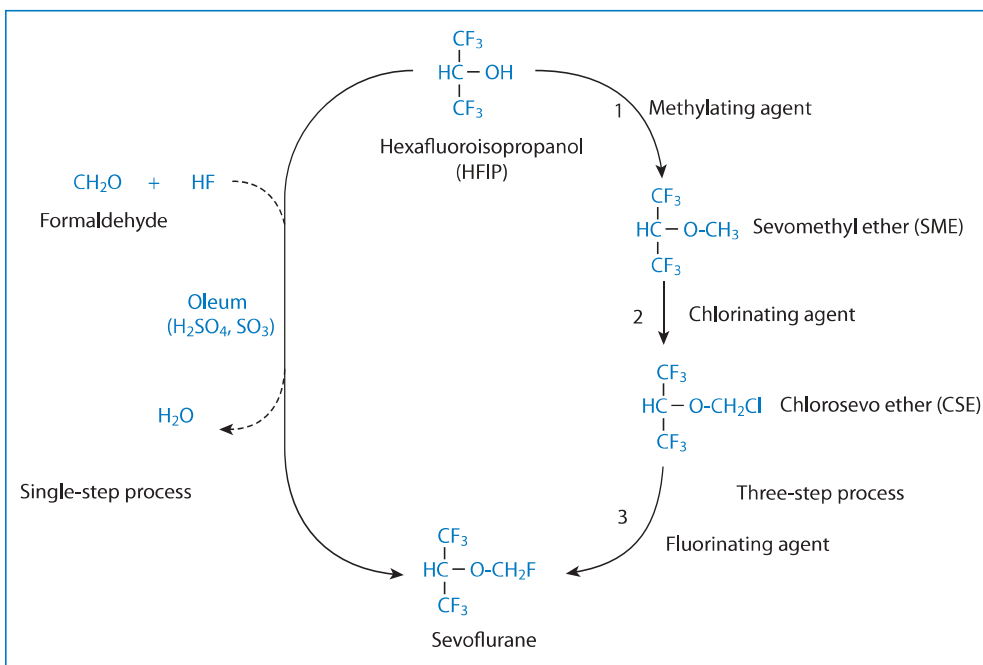 CF₃
HC – OH
CF₃
Hexafluoroisopropanol
(HFIP)
1
Methylating agent
CH₂O + HF
Formaldehyde
CF₃
HC – O-CH₃
CF₃
Sevomethyl ether (SME)
Oleum
(H₂SO₄, SO₃)
2
Chlorinating agent
H₂O
CF₃
HC – O-CH₂Cl
CF₃
Chlorosevo ether (CSE)
Single-step process
Three-step process
3
Fluorinating agent
CF₃
HC – O-CH₂F
CF₃
Sevoflurane